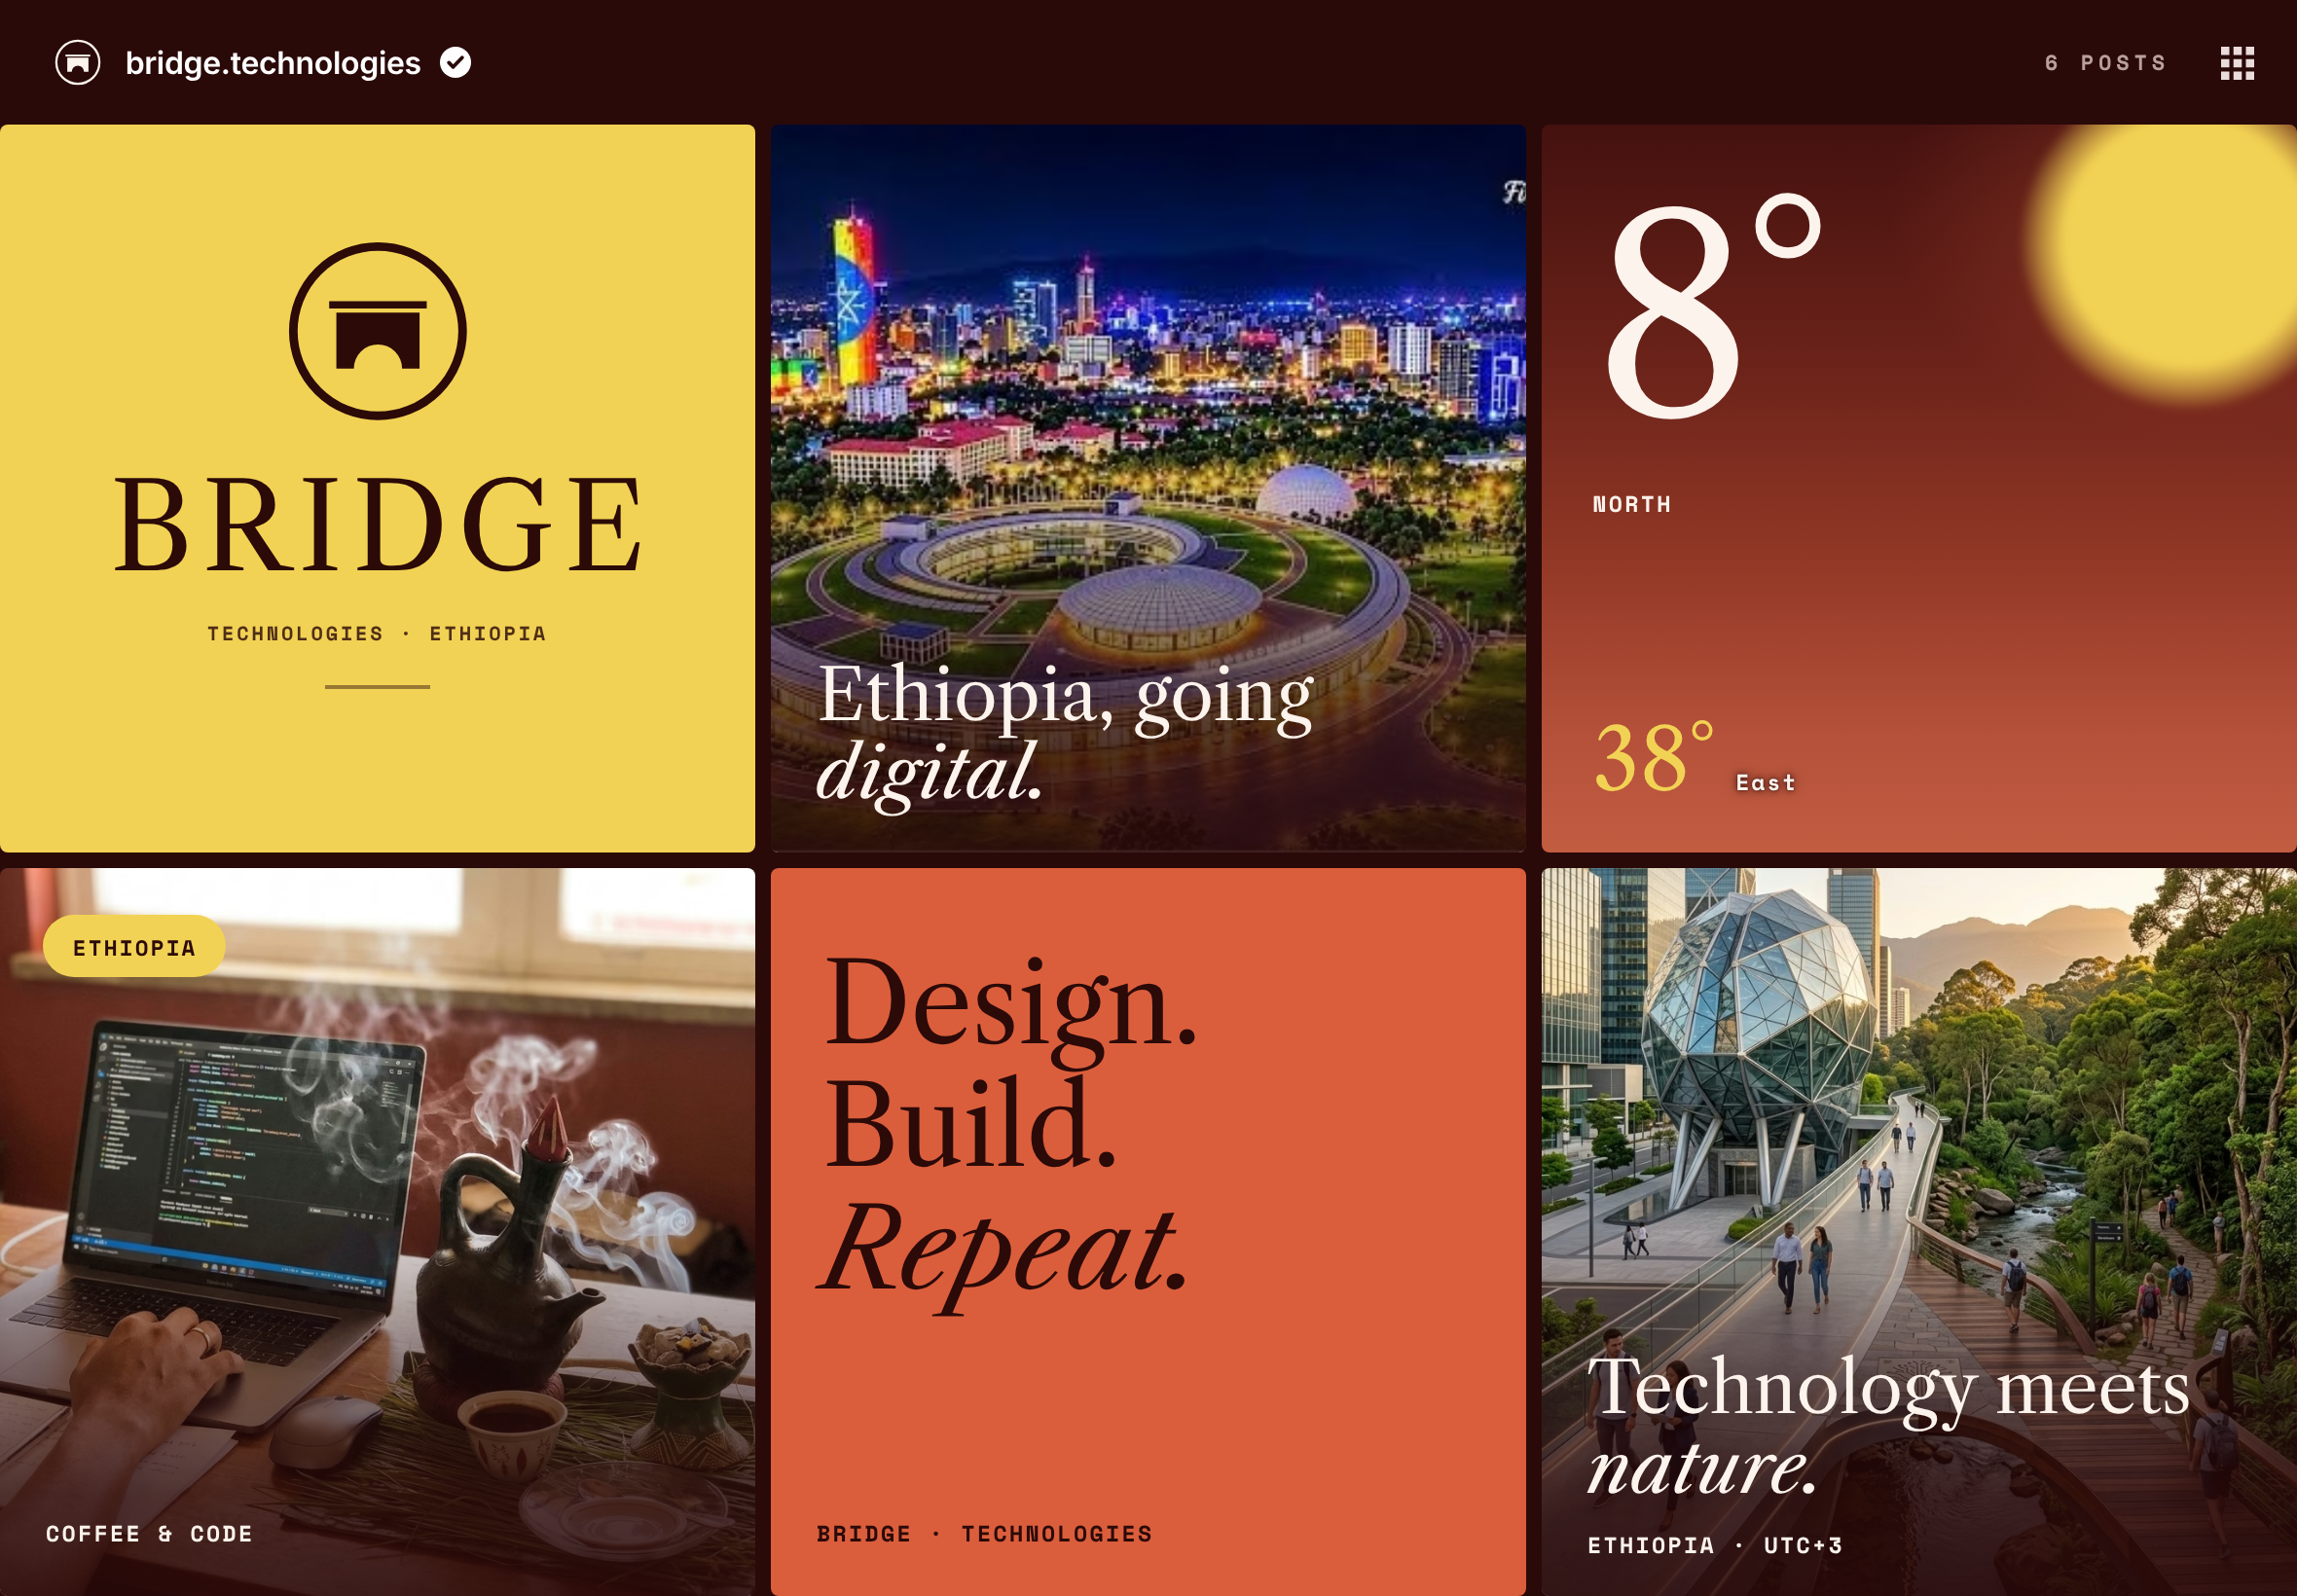 bridge.technologies
6 POSTS
BRIDGE
TECHNOLOGIES · ETHIOPIA
Ethiopia, going
digital.
8°
NORTH
38° East
ETHIOPIA
COFFEE & CODE
Design.
Build.
Repeat.
BRIDGE · TECHNOLOGIES
Technology meets
nature.
ETHIOPIA · UTC+3